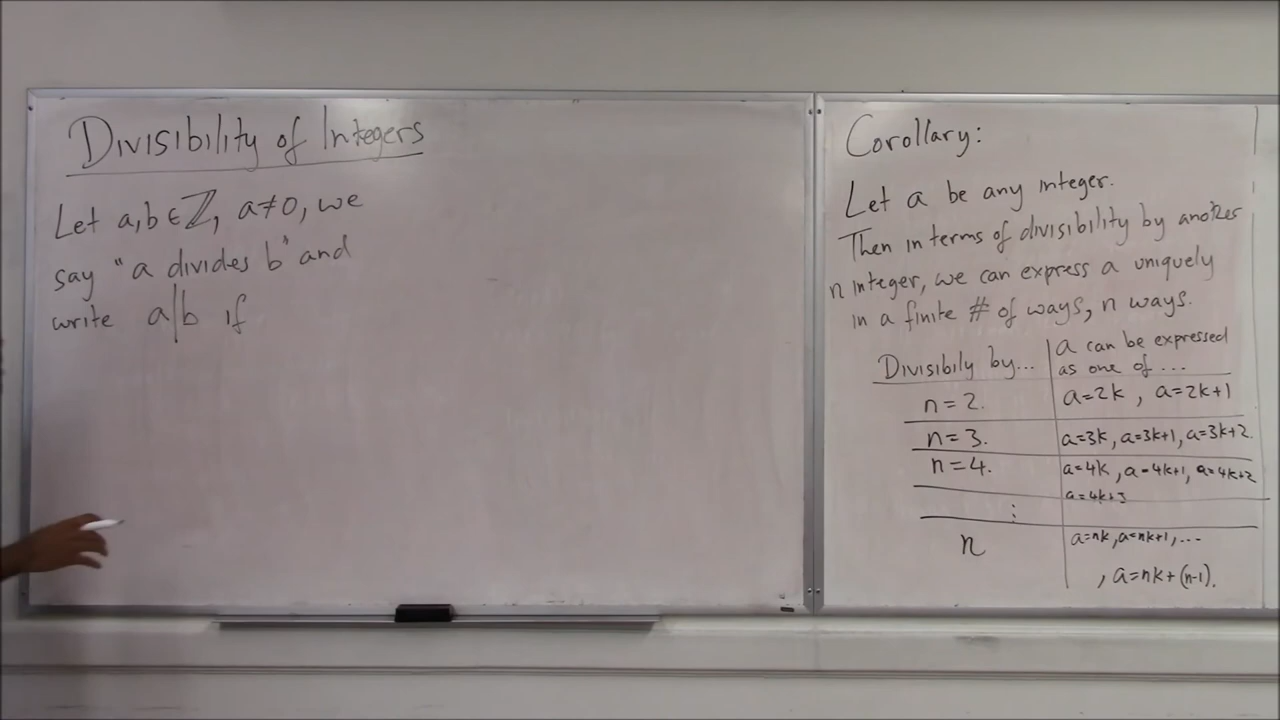 Divisibility of Integers
Let a,b ∈ ℤ, a≠0, we
say "a divides b" and
write a|b if
Corollary:
Let a be any integer.
Then in terms of divisibility by another
n integer, we can express a uniquely
in a finite # of ways, n ways.
Divisibily by... | a can be expressed
as one of ...
n=2. | a=2k, a=2k+1
n=3. | a=3k, a=3k+1, a=3k+2.
n=4. | a=4k, a=4k+1, a=4k+2
a=4k+3
⋮
n | a=nk, a=nk+1, ...
, a=nk+(n-1).